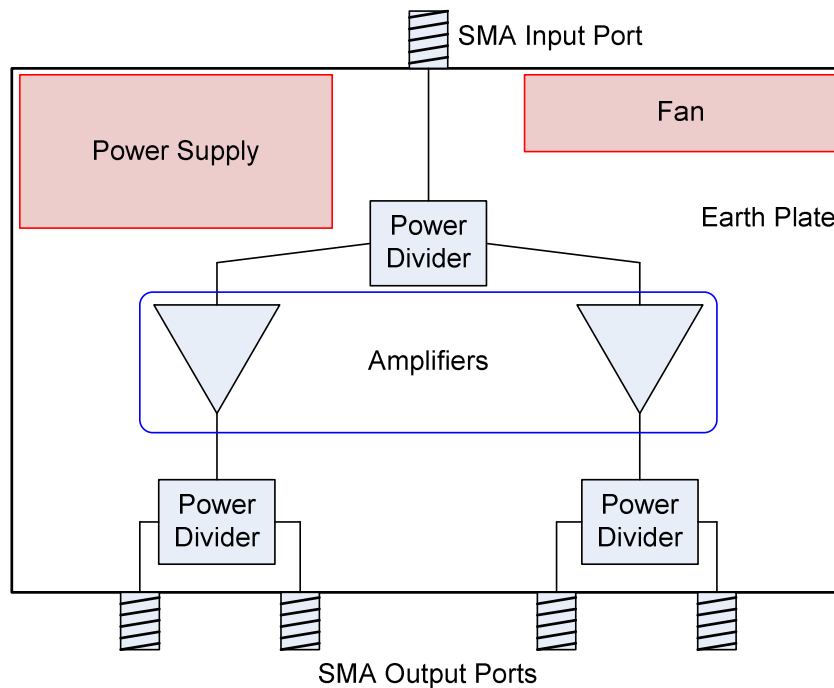 SMA Input Port
Power Supply
Fan
Earth Plate
Power
Divider
Amplifiers
Power
Divider
Power
Divider
SMA Output Ports